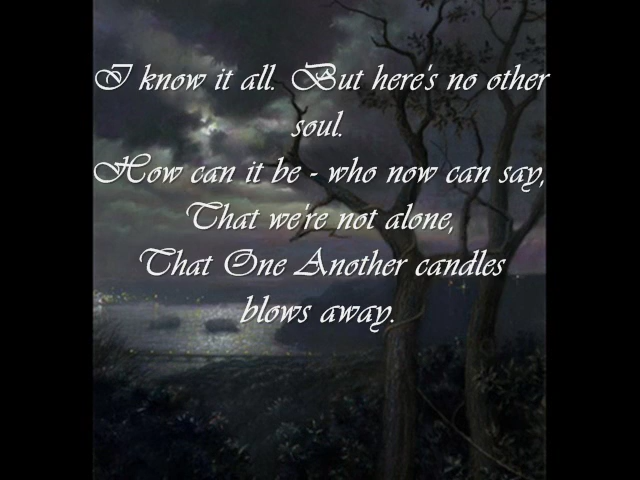 I know it all. But here's no other
soul.
How can it be - who now can say,
That we're not alone,
That One Another candles
blows away.